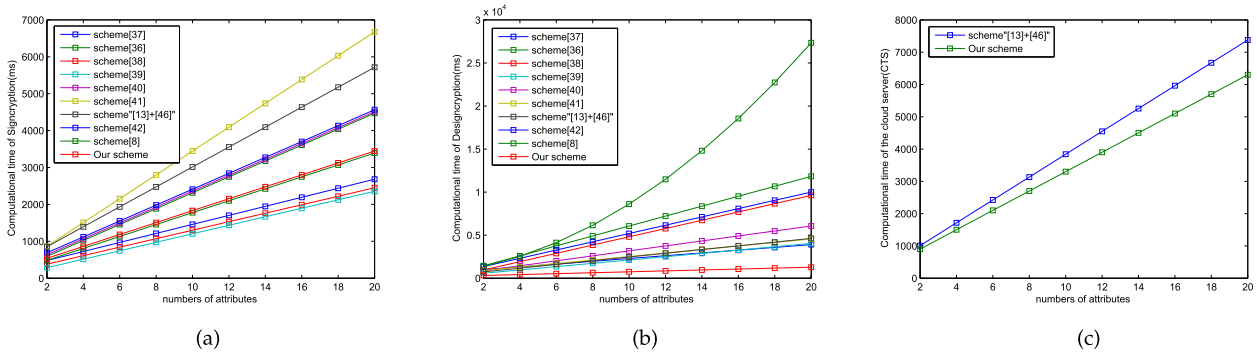 Computational time of Signcryption(ms)
7000
6000
5000
4000
3000
2000
1000
0
scheme[37]
scheme[36]
scheme[38]
scheme[39]
scheme[40]
scheme[41]
scheme"[13]+[46]"
scheme[42]
scheme[8]
Our scheme
2 4 6 8 10 12 14 16 18 20
numbers of attributes
(a)
Computational time of Designcryption(ms)
x 10^4
3
2.5
2
1.5
1
0.5
0
scheme[37]
scheme[36]
scheme[38]
scheme[39]
scheme[40]
scheme[41]
scheme"[13]+[46]"
scheme[42]
scheme[8]
Our scheme
2 4 6 8 10 12 14 16 18 20
numbers of attributes
(b)
Computational time of the cloud server(CTS)
8000
7000
6000
5000
4000
3000
2000
1000
0
scheme"[13]+[46]"
Our scheme
2 4 6 8 10 12 14 16 18 20
numbers of attributes
(c)